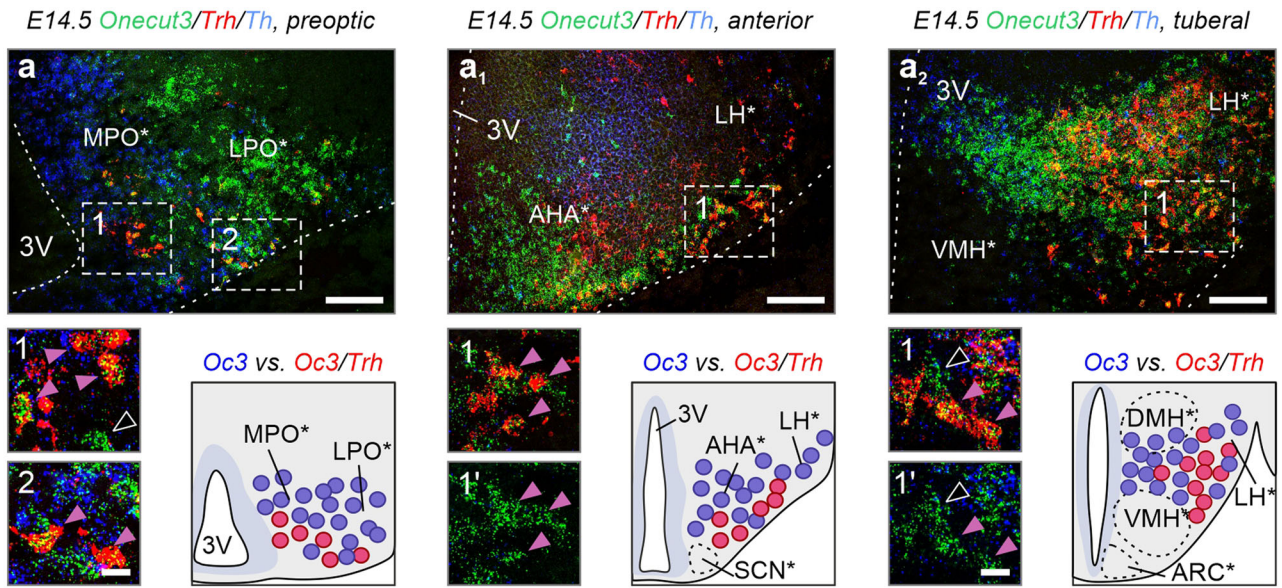 E14.5 Onecut3/Trh/Th, preoptic
a
MPO*
LPO*
1
2
3V
1
2
Oc3 vs. Oc3/Trh
MPO*
LPO*
3V
E14.5 Onecut3/Trh/Th, anterior
a1
3V
LH*
AHA*
1
1
1'
Oc3 vs. Oc3/Trh
3V
AHA*
LH*
SCN*
E14.5 Onecut3/Trh/Th, tuberal
a2
3V
LH*
1
VMH*
1
1'
Oc3 vs. Oc3/Trh
DMH*
LH*
VMH*
ARC*